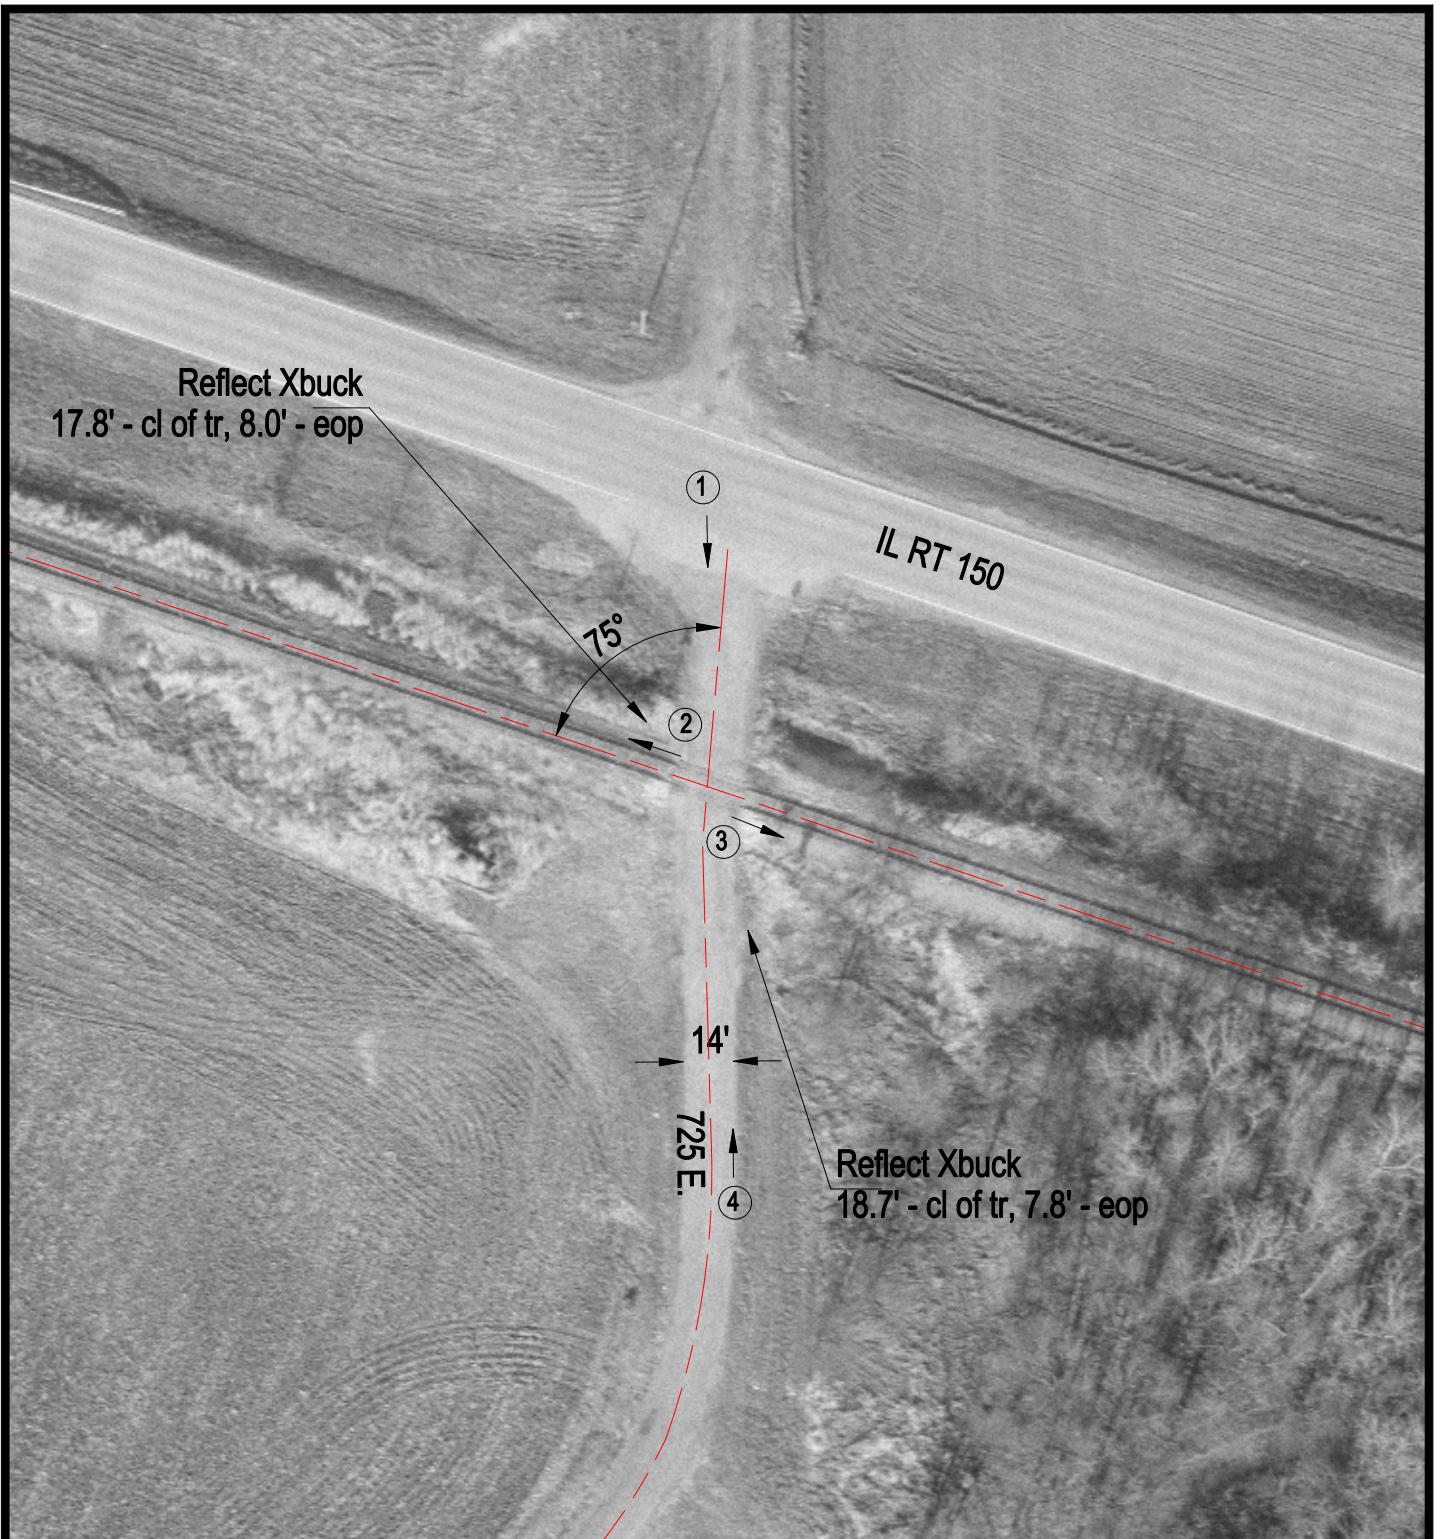 Reflect Xbuck
17.8' - cl of tr, 8.0' - eop
1
IL RT 150
75°
2
3
14'
725 E.
Reflect Xbuck
18.7' - cl of tr, 7.8' - eop
4